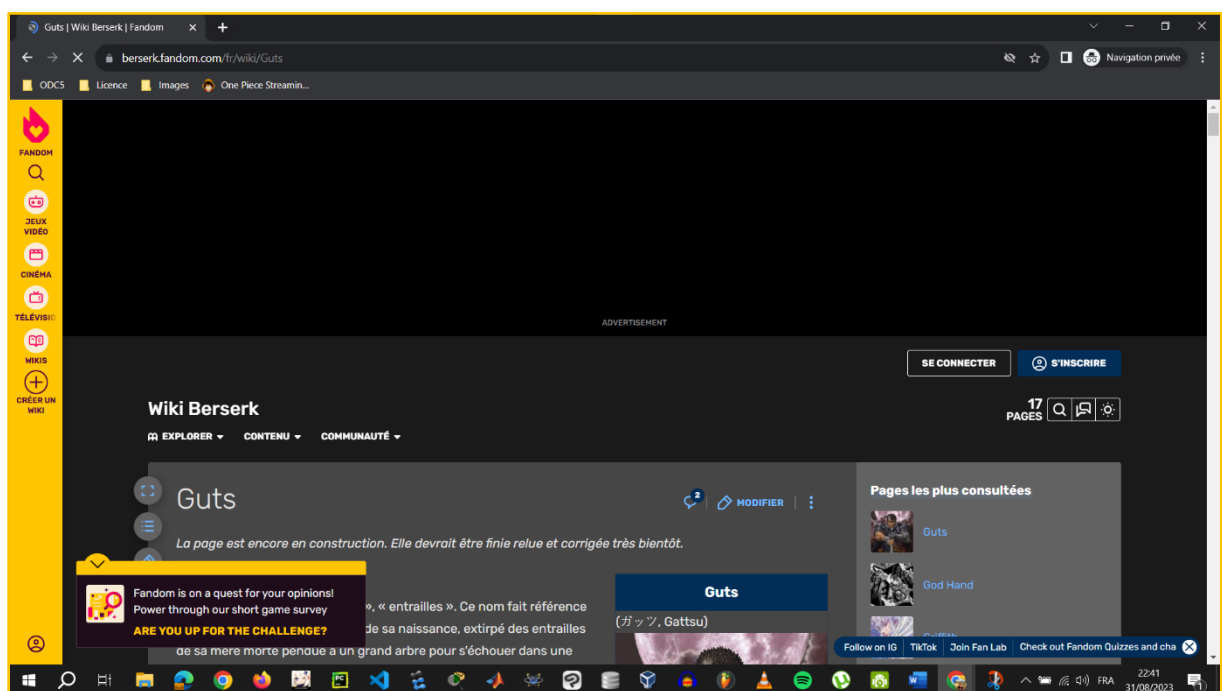 Guts | Wiki Berserk | Fandom
berserk.fandom.com/fr/wiki/Guts
Navigation privée
ODC5
Licence
Images
One Piece Streamin...
FANDOM
JEUX
VIDÉO
CINÉMA
TÉLÉVISIO
WIKIS
CRÉER UN
WIKI
ADVERTISEMENT
SE CONNECTER
S'INSCRIRE
Wiki Berserk
17
PAGES
EXPLORER
CONTENU
COMMUNAUTÉ
Guts
2
MODIFIER
La page est encore en construction. Elle devrait être finie relue et corrigée très bientôt.
», « entrailles ». Ce nom fait référence
de sa naissance, extirpé des entrailles
de sa mère morte pendue à un grand arbre pour s'échouer dans une
Guts
(ガッツ, Gattsu)
Pages les plus consultées
Guts
God Hand
Griffith
Fandom is on a quest for your opinions!
Power through our short game survey
ARE YOU UP FOR THE CHALLENGE?
Follow on IG
TikTok
Join Fan Lab
Check out Fandom Quizzes and cha
FRA
22:41
31/08/2023